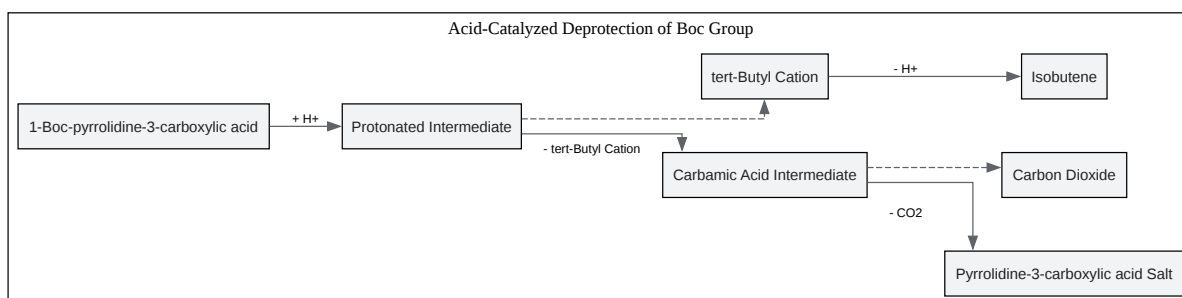 Acid-Catalyzed Deprotection of Boc Group
tert-Butyl Cation
- H+
Isobutene
1-Boc-pyrrolidine-3-carboxylic acid
+ H+
Protonated Intermediate
- tert-Butyl Cation
Carbamic Acid Intermediate
Carbon Dioxide
- CO2
Pyrrolidine-3-carboxylic acid Salt